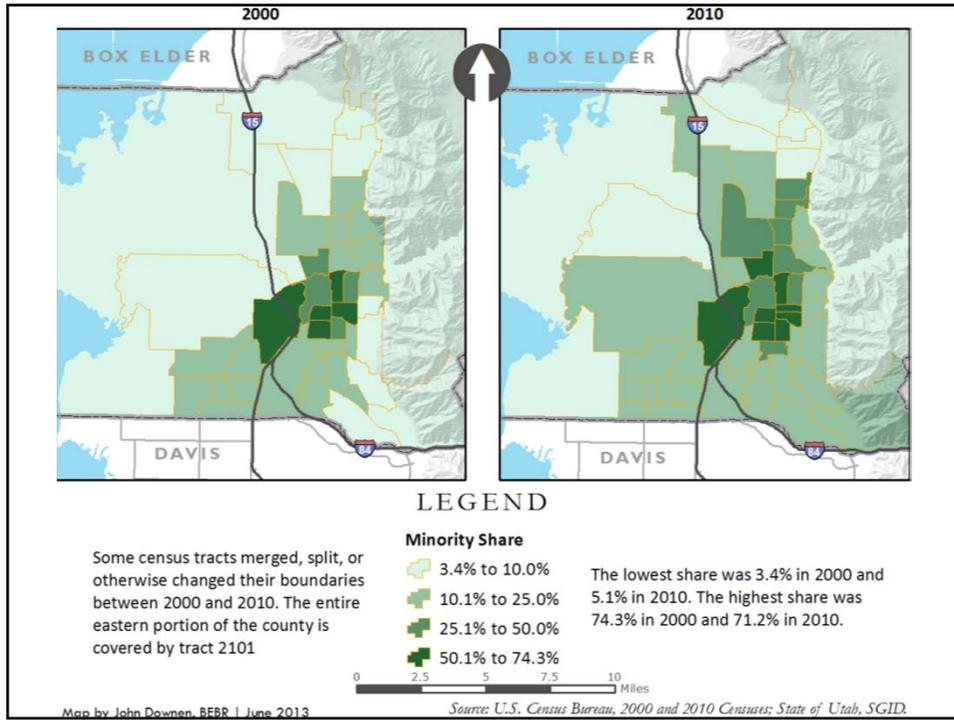 2000
2010
BOX ELDER
15
DAVIS
84
BOX ELDER
15
DAVIS
84
LEGEND
Some census tracts merged, split, or
otherwise changed their boundaries
between 2000 and 2010. The entire
eastern portion of the county is
covered by tract 2101
Minority Share
3.4% to 10.0%
10.1% to 25.0%
25.1% to 50.0%
50.1% to 74.3%
The lowest share was 3.4% in 2000 and
5.1% in 2010. The highest share was
74.3% in 2000 and 71.2% in 2010.
0 2.5 5 7.5 10
Miles
Map by John Downen, BEBR | June 2013
Source: U.S. Census Bureau, 2000 and 2010 Censuses; State of Utah, SGID.